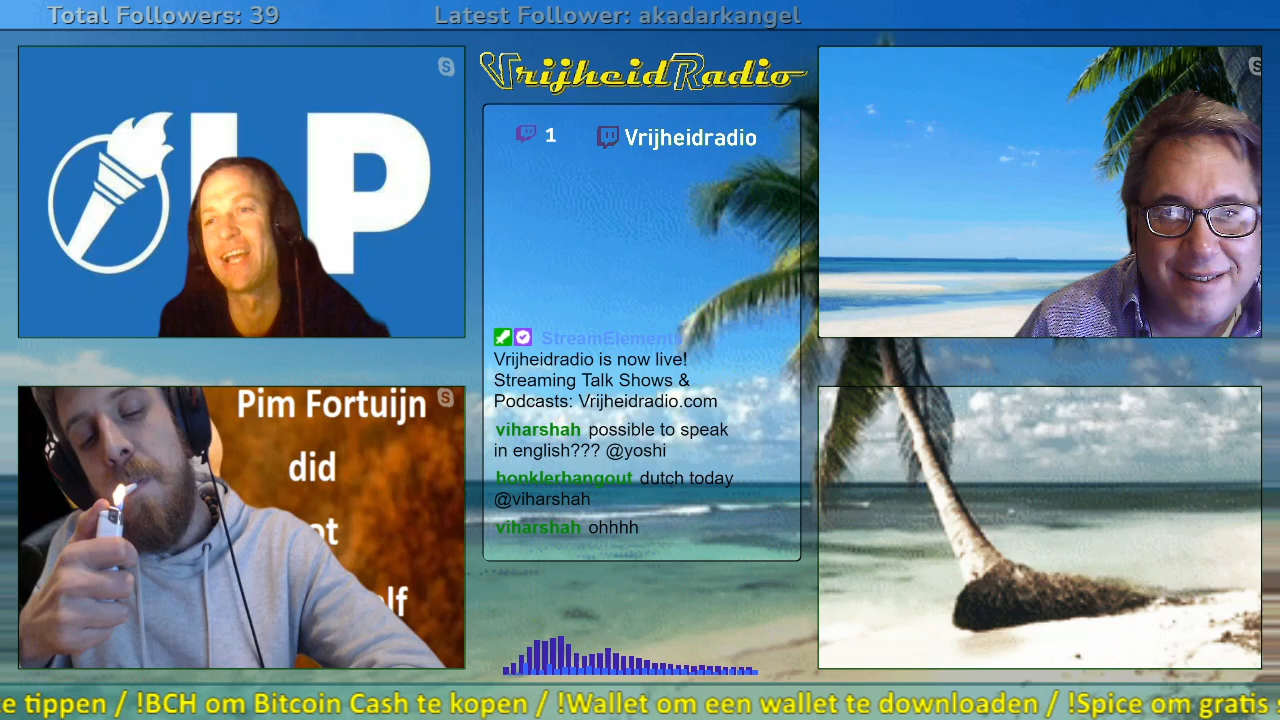 Total Followers: 39
Latest Follower: akadarkangel
VrijheidRadio
LP
1
Vrijheidradio
StreamElements
Vrijheidradio is now live!
Streaming Talk Shows &
Podcasts: Vrijheidradio.com
viharshah possible to speak
in english??? @yoshi
honklerhangout dutch today
@viharshah
viharshah ohhhh
Pim Fortuijn
did
e tippen / !BCH om Bitcoin Cash te kopen / !Wallet om een wallet te downloaden / !Spice om gratis